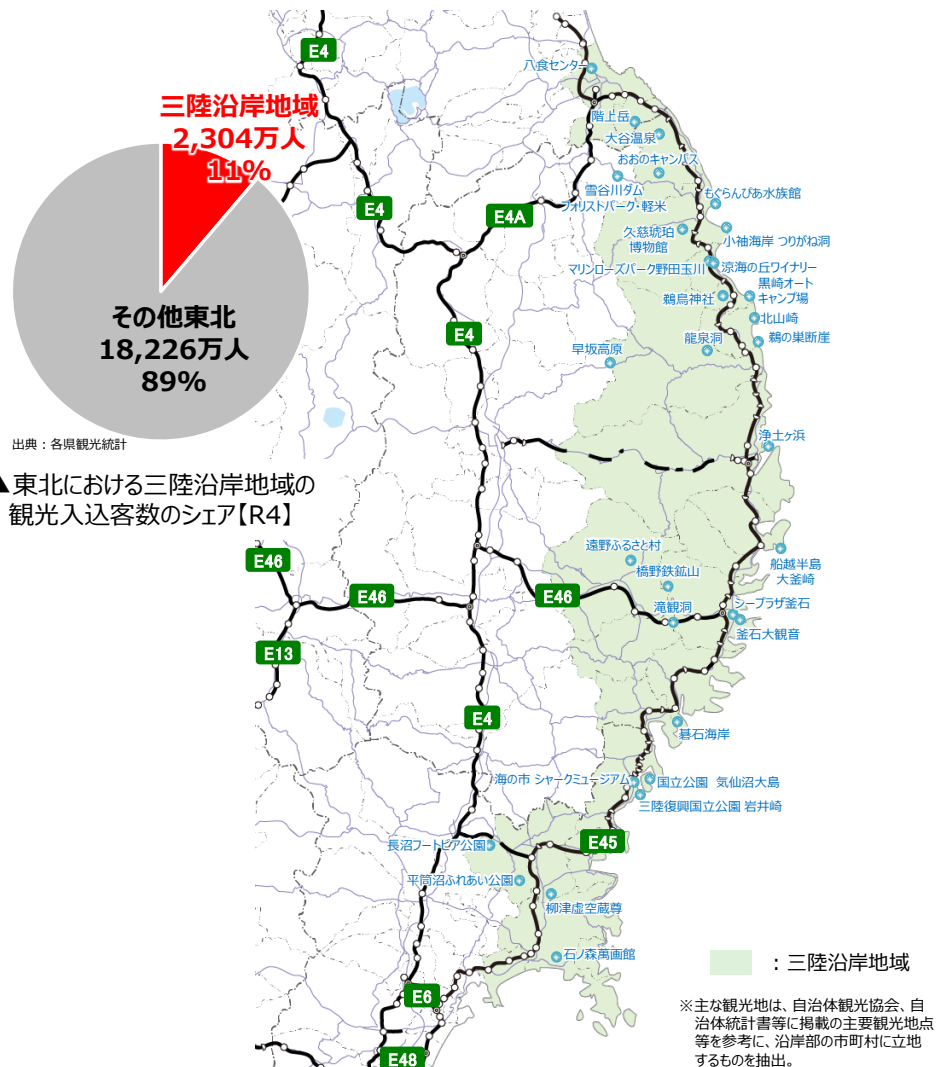 三陸沿岸地域
2,304万人
11%
その他東北
18,226万人
89%
出典：各県観光統計
▲東北における三陸沿岸地域の
観光入込客数のシェア【R4】
E4
八食センター
階上岳
大谷温泉
おおのキャンパス
雪谷川ダム
フォリストパーク・軽米
もぐらんぴあ水族館
E4
E4A
久慈琥珀
博物館
小袖海岸 つりがね洞
マリンローズパーク野田玉川
涼海の丘ワイナリー
黒崎オート
キャンプ場
鵜鳥神社
北山崎
E4
鵜の巣断崖
龍泉洞
早坂高原
浄土ヶ浜
遠野ふるさと村
船越半島
大釜崎
橋野鉄鉱山
E46
E46
E46
シープラザ釜石
滝観洞
釜石大観音
E13
E4
碁石海岸
海の市 シャークミュージアム
国立公園 気仙沼大島
三陸復興国立公園 岩井崎
長沼フートピア公園
E45
平筒沼ふれあい公園
柳津虚空蔵尊
石ノ森萬画館
E6
E48
：三陸沿岸地域
※主な観光地は、自治体観光協会、自
治体統計書等に掲載の主要観光地点
等を参考に、沿岸部の市町村に立地
するものを抽出。